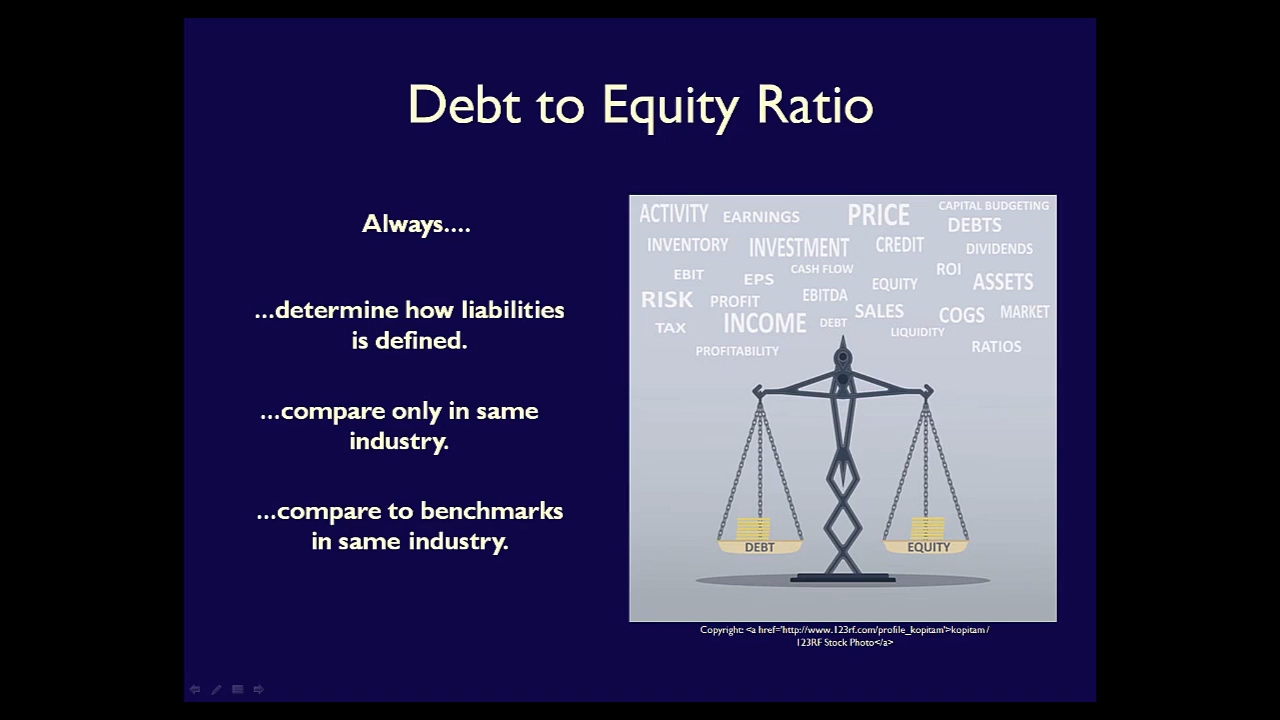 Debt to Equity Ratio
Always....
...determine how liabilities
is defined.
...compare only in same
industry.
...compare to benchmarks
in same industry.
ACTIVITY EARNINGS PRICE CAPITAL BUDGETING
DEBTS
INVENTORY INVESTMENT CREDIT DIVIDENDS
EBIT EPS CASH FLOW EQUITY ROI ASSETS
RISK PROFIT EBITDA SALES COGS MARKET
TAX INCOME DEBT LIQUIDITY
PROFITABILITY RATIOS
DEBT EQUITY
Copyright: <a href='http://www.123rf.com/profile_kopitam'>kopitam /
123RF Stock Photo</a>